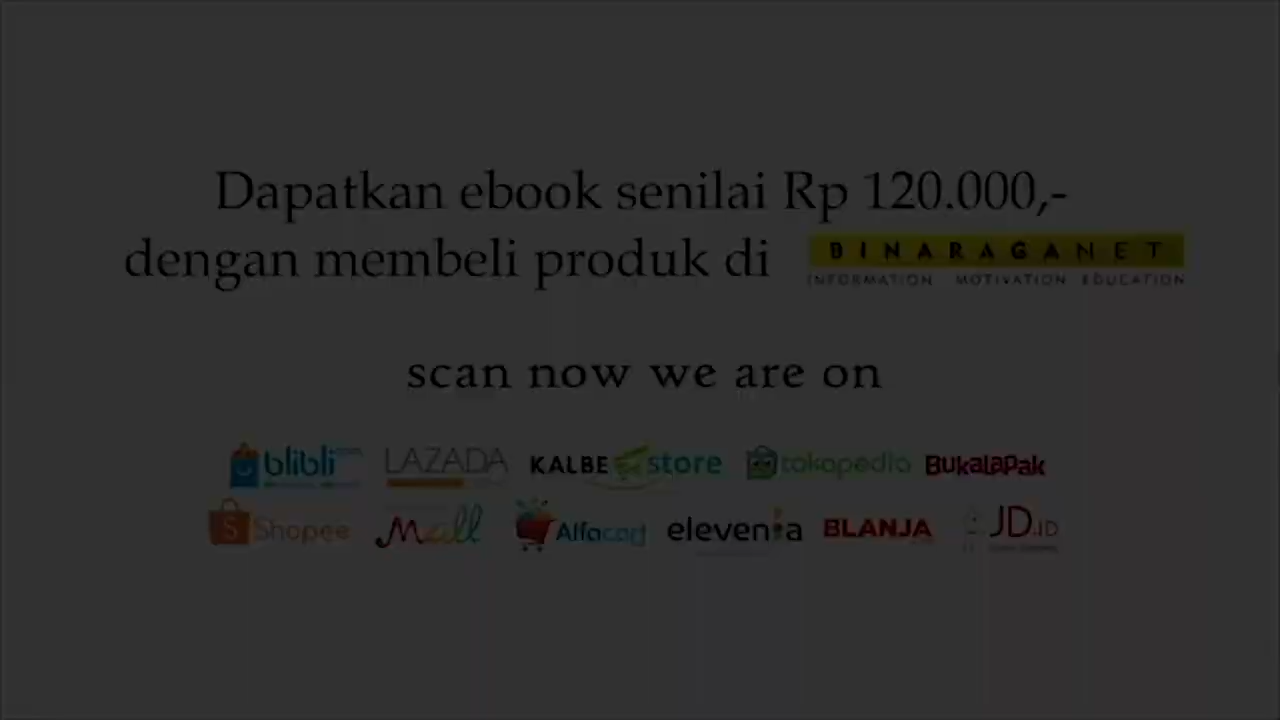 Dapatkan ebook senilai Rp 120.000,-
dengan membeli produk di BINARAGANET
INFORMATION MOTIVATION EDUCATION
scan now we are on
blibli.com LAZADA KALBE store tokopedia BukalaPak
Shopee Mall Alfacart elevenia BLANJA JD.ID